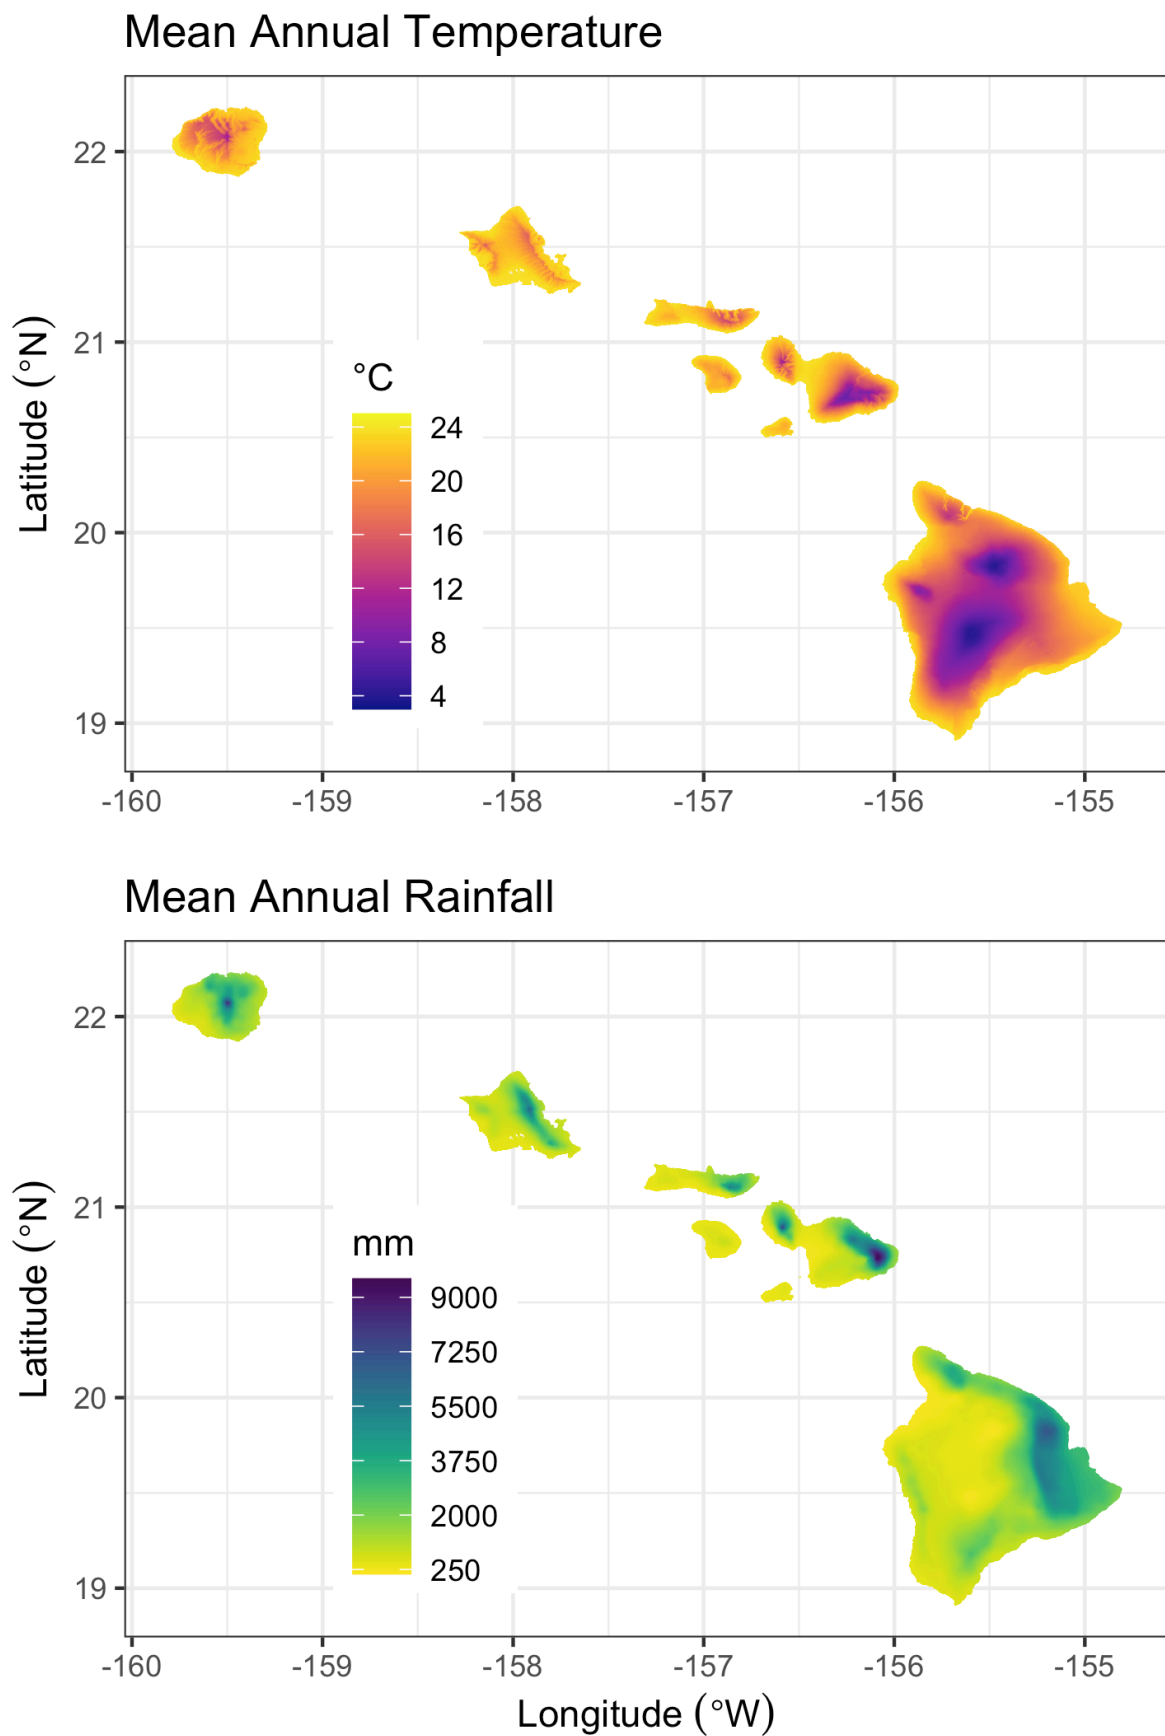 Mean Annual Temperature
22
21
20
19
Latitude (°N)
°C
24
20
16
12
8
4
-160 -159 -158 -157 -156 -155
Mean Annual Rainfall
22
21
20
19
Latitude (°N)
mm
9000
7250
5500
3750
2000
250
-160 -159 -158 -157 -156 -155
Longitude (°W)